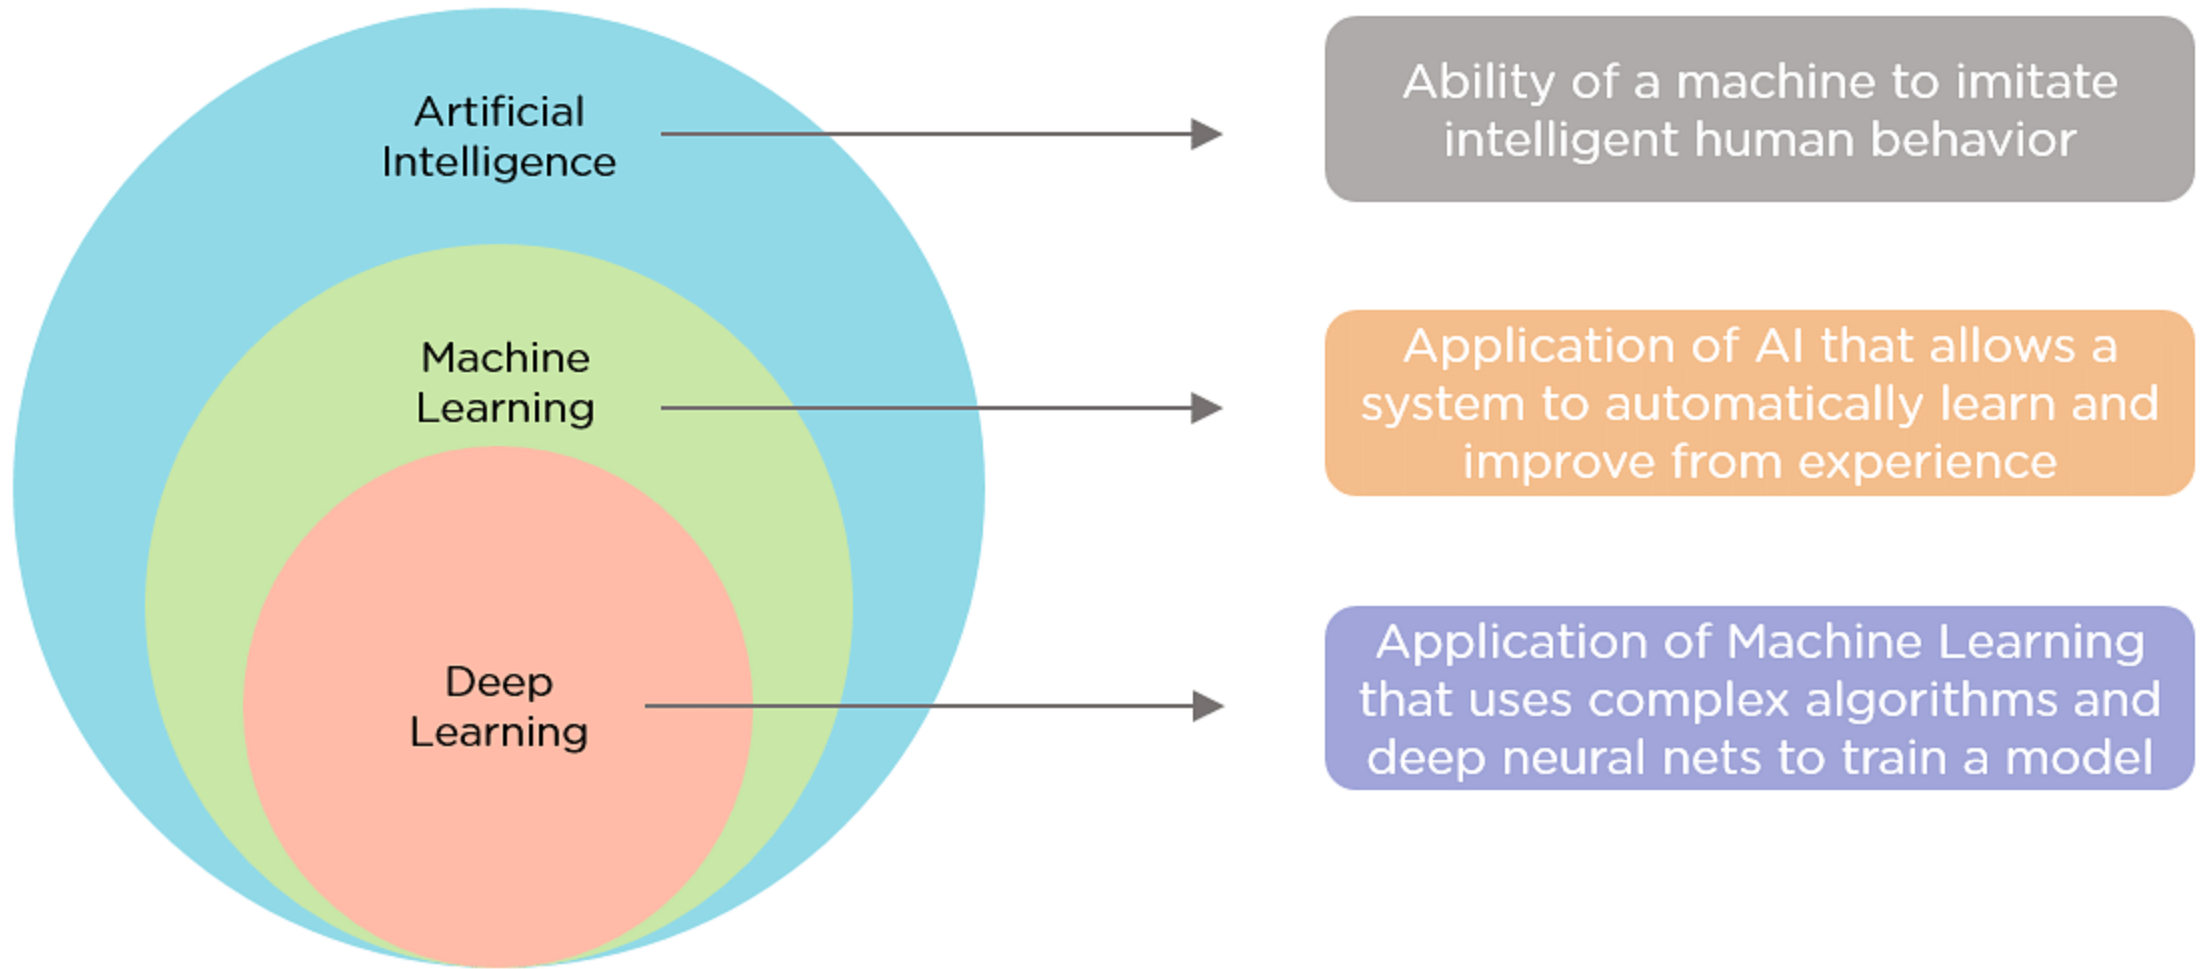 Artificial
Intelligence
Ability of a machine to imitate
intelligent human behavior
Machine
Learning
Application of AI that allows a
system to automatically learn and
improve from experience
Deep
Learning
Application of Machine Learning
that uses complex algorithms and
deep neural nets to train a model